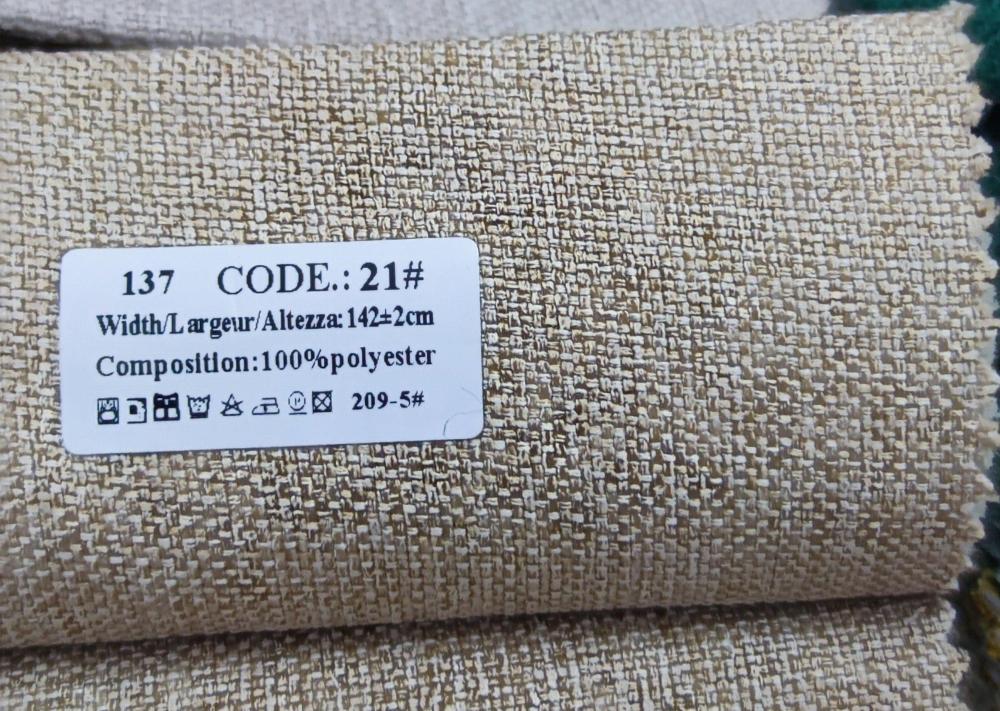 137 CODE.: 21#
Width/Largeur/Altezza:142±2cm
Composition:100%polyester
209-5#